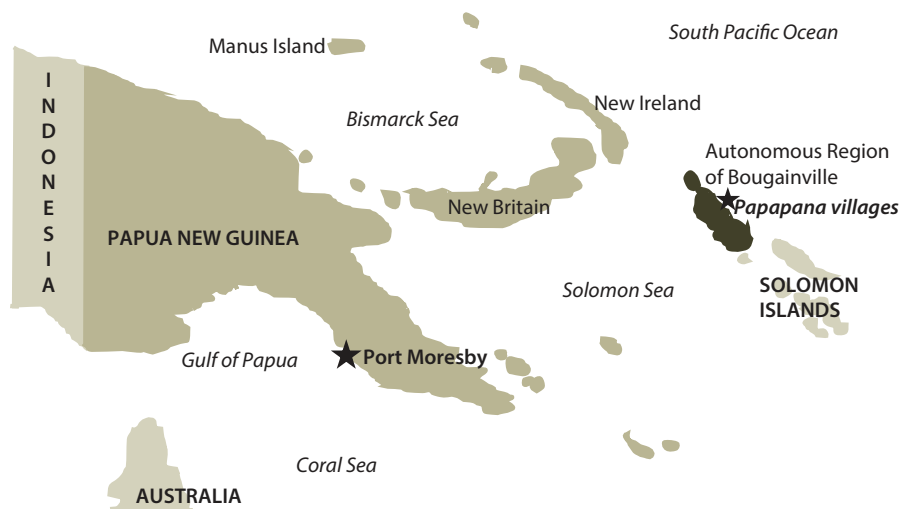 South Pacific Ocean
Manus Island
INDONESIA
New Ireland
Bismarck Sea
Autonomous Region
of Bougainville
Papapana villages
New Britain
PAPUA NEW GUINEA
SOLOMON
ISLANDS
Solomon Sea
Gulf of Papua
Port Moresby
Coral Sea
AUSTRALIA